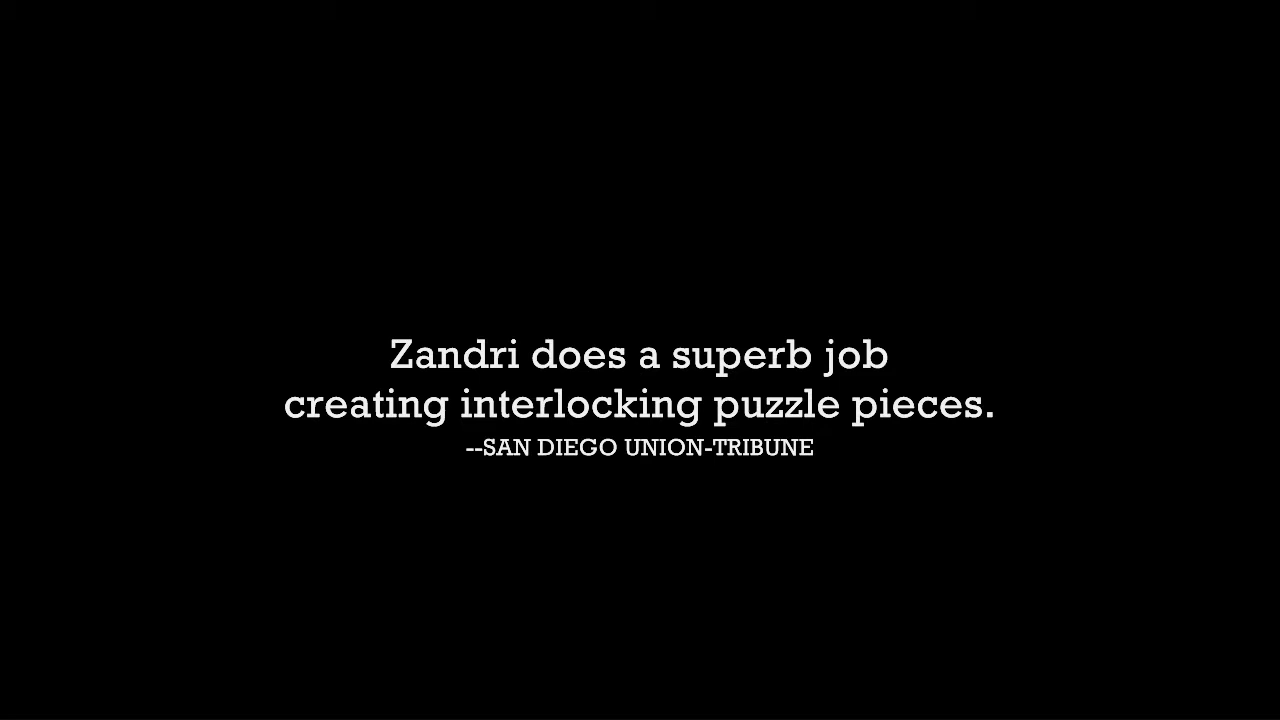 Zandri does a superb job
creating interlocking puzzle pieces.
--SAN DIEGO UNION-TRIBUNE